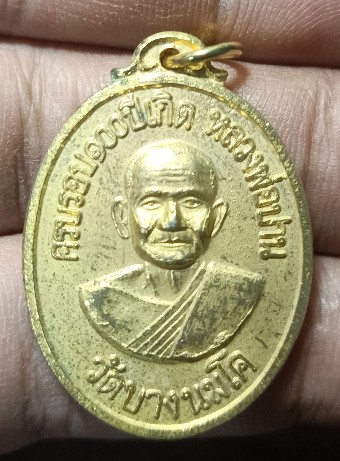 ครบรอบ๑๐๐ปีเกิด หลวงพ่อปาน
วัดบางนมโค